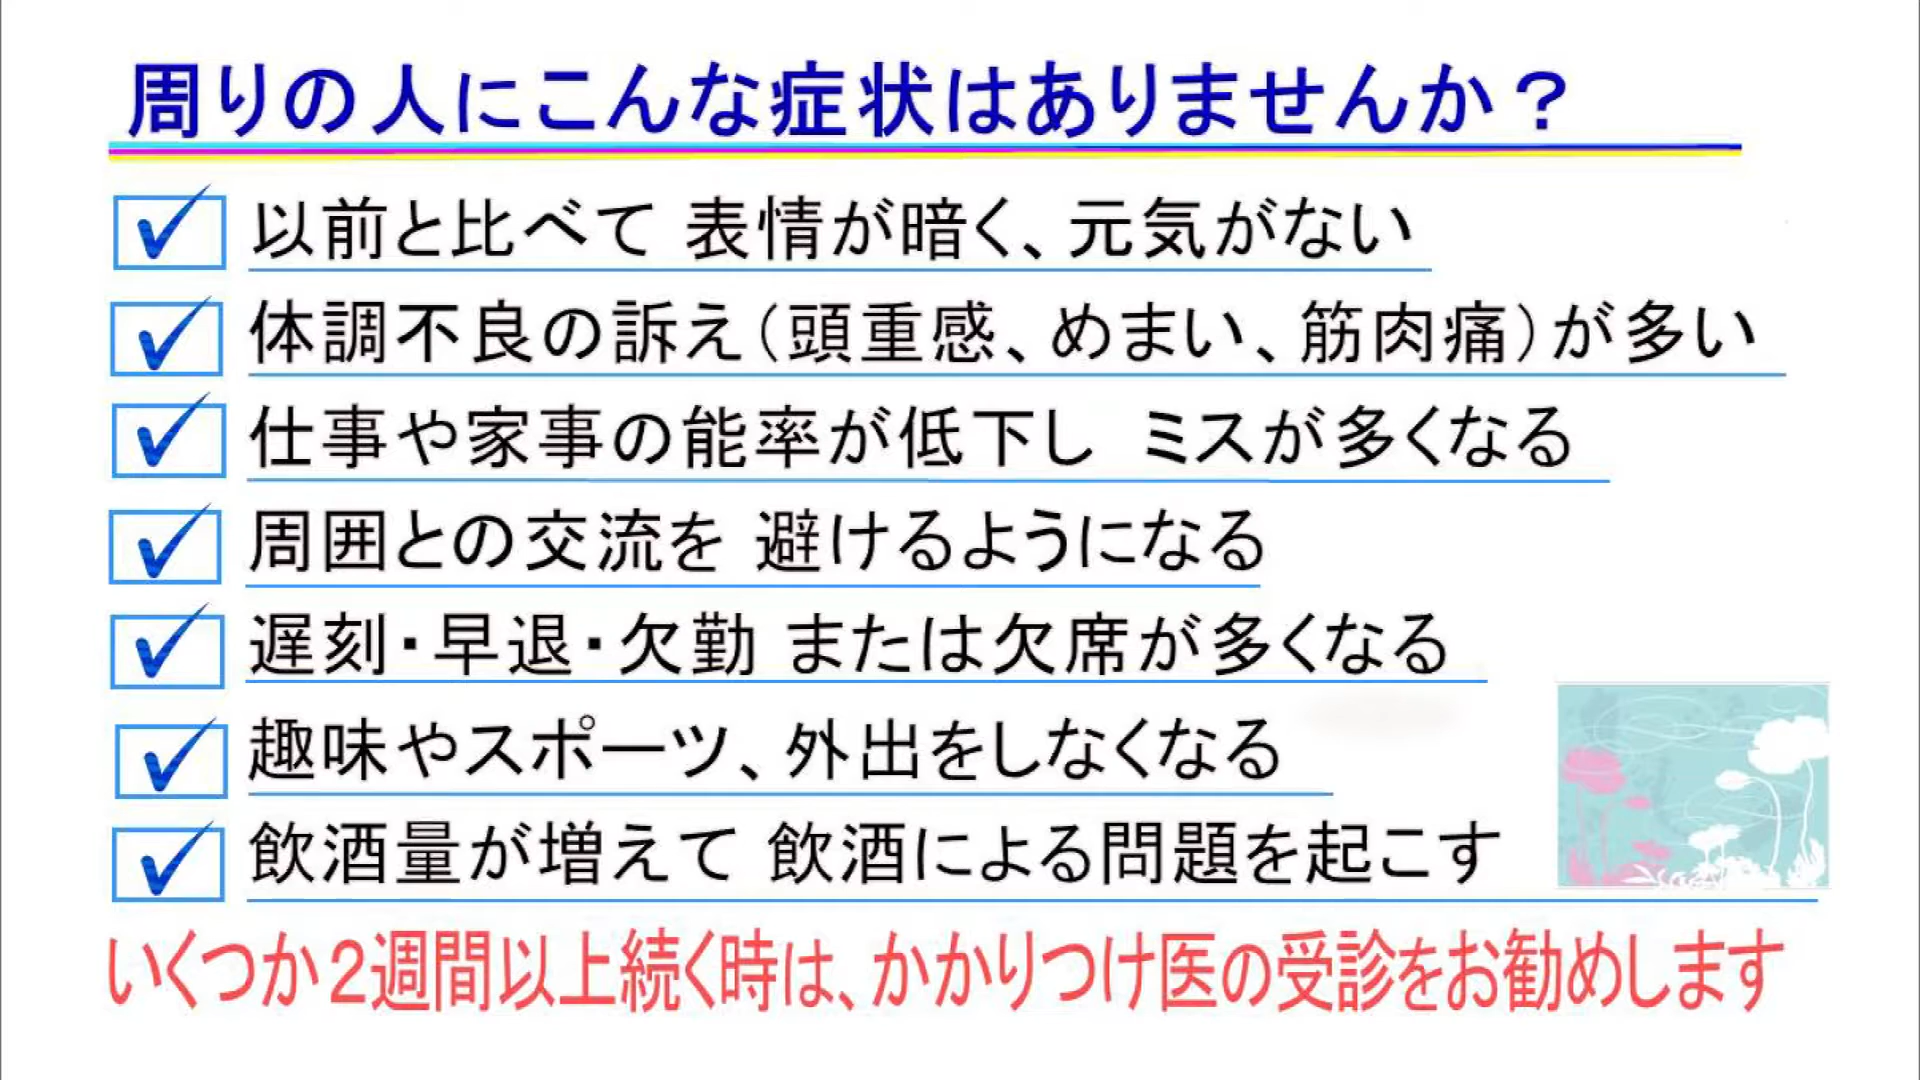 周りの人にこんな症状はありませんか？
以前と比べて 表情が暗く、元気がない
体調不良の訴え（頭重感、めまい、筋肉痛）が多い
仕事や家事の能率が低下し ミスが多くなる
周囲との交流を 避けるようになる
遅刻・早退・欠勤 または欠席が多くなる
趣味やスポーツ、外出をしなくなる
飲酒量が増えて 飲酒による問題を起こす
いくつか２週間以上続く時は、かかりつけ医の受診をお勧めします